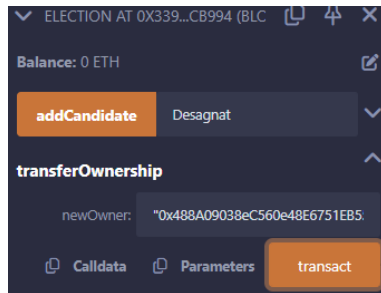 ELECTION AT 0X339...CB994 (BLC
Balance: 0 ETH
addCandidate Desagnat
transferOwnership
newOwner: "0x488A09038eC560e48E6751EB5:
Calldata Parameters transact